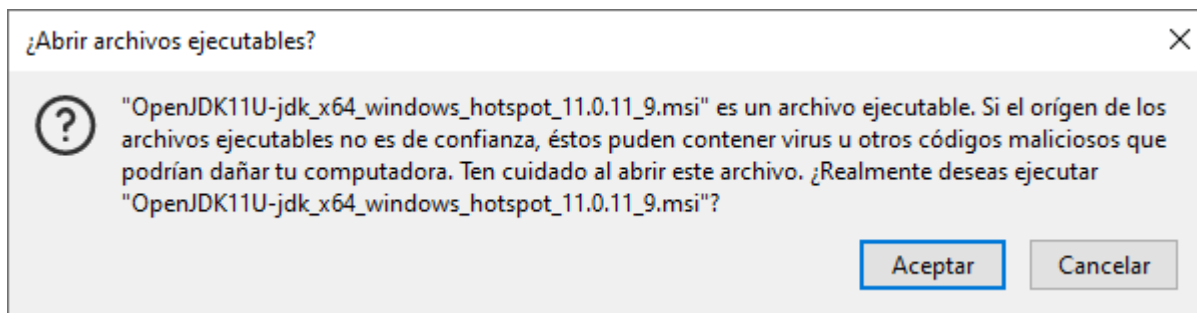 ¿Abrir archivos ejecutables?
"OpenJDK11U-jdk_x64_windows_hotspot_11.0.11_9.msi" es un archivo ejecutable. Si el orígen de los
archivos ejecutables no es de confianza, éstos puden contener virus u otros códigos maliciosos que
podrían dañar tu computadora. Ten cuidado al abrir este archivo. ¿Realmente deseas ejecutar
"OpenJDK11U-jdk_x64_windows_hotspot_11.0.11_9.msi"?
Aceptar Cancelar